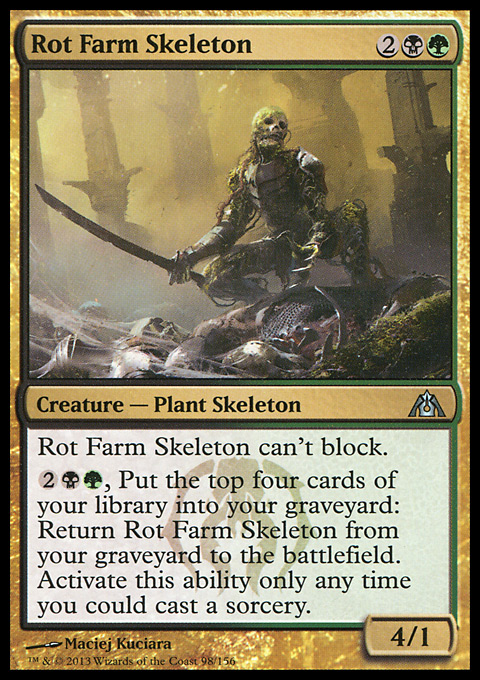 Rot Farm Skeleton 2
Creature — Plant Skeleton
Rot Farm Skeleton can't block.
2, Put the top four cards of
your library into your graveyard:
Return Rot Farm Skeleton from
your graveyard to the battlefield.
Activate this ability only any time
you could cast a sorcery.
Maciej Kuciara
4/1
™ & © 2013 Wizards of the Coast 98/156